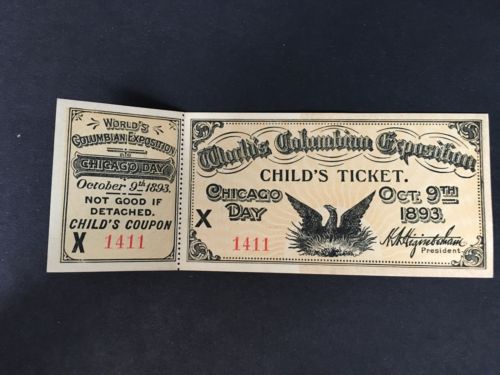 WORLD'S
COLUMBIAN EXPOSITION
CHICAGO DAY
October 9th 1893.
NOT GOOD IF
DETACHED.
CHILD'S COUPON
X 1411
World's Columbian Exposition
CHILD'S TICKET.
CHICAGO DAY
OCT. 9TH 1893.
X
1411
H.N. Higinbotham
President